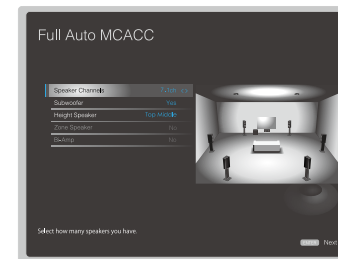 Full Auto MCACC
Speaker Channels
Subwoofer Yes
Height Speaker Top Middle
Zone Speaker No
Bi-Amp No
Select how many speakers you have.
Next